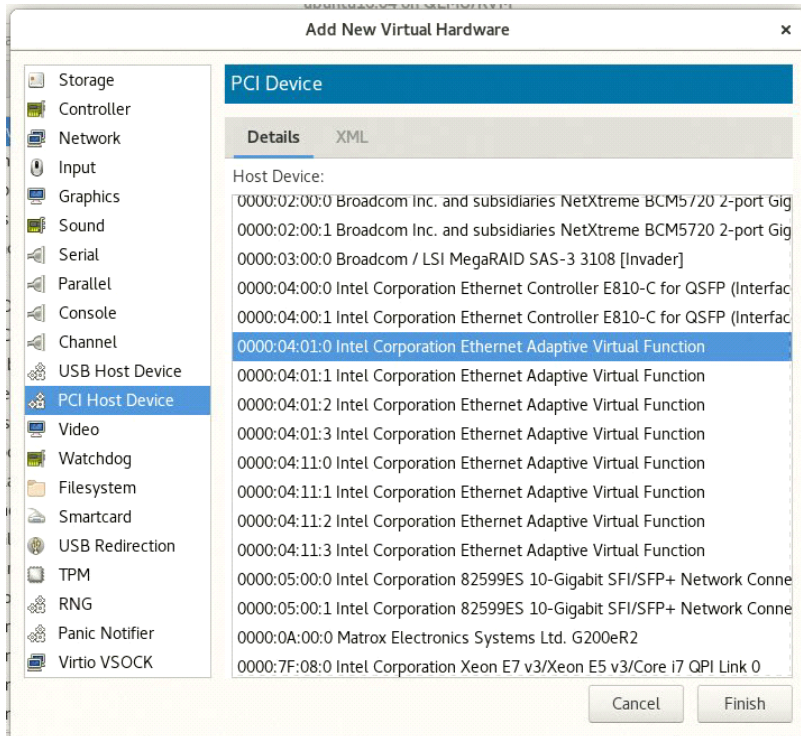 Add New Virtual Hardware
×
Storage
Controller
Network
Input
Graphics
Sound
Serial
Parallel
Console
Channel
USB Host Device
PCI Host Device
Video
Watchdog
Filesystem
Smartcard
USB Redirection
TPM
RNG
Panic Notifier
Virtio VSOCK
PCI Device
Details XML
Host Device:
0000:02:00:0 Broadcom Inc. and subsidiaries NetXtreme BCM5720 2-port Gig
0000:02:00:1 Broadcom Inc. and subsidiaries NetXtreme BCM5720 2-port Gig
0000:03:00:0 Broadcom / LSI MegaRAID SAS-3 3108 [Invader]
0000:04:00:0 Intel Corporation Ethernet Controller E810-C for QSFP (Interfac
0000:04:00:1 Intel Corporation Ethernet Controller E810-C for QSFP (Interfac
0000:04:01:0 Intel Corporation Ethernet Adaptive Virtual Function
0000:04:01:1 Intel Corporation Ethernet Adaptive Virtual Function
0000:04:01:2 Intel Corporation Ethernet Adaptive Virtual Function
0000:04:01:3 Intel Corporation Ethernet Adaptive Virtual Function
0000:04:11:0 Intel Corporation Ethernet Adaptive Virtual Function
0000:04:11:1 Intel Corporation Ethernet Adaptive Virtual Function
0000:04:11:2 Intel Corporation Ethernet Adaptive Virtual Function
0000:04:11:3 Intel Corporation Ethernet Adaptive Virtual Function
0000:05:00:0 Intel Corporation 82599ES 10-Gigabit SFI/SFP+ Network Conne
0000:05:00:1 Intel Corporation 82599ES 10-Gigabit SFI/SFP+ Network Conne
0000:0A:00:0 Matrox Electronics Systems Ltd. G200eR2
0000:7F:08:0 Intel Corporation Xeon E7 v3/Xeon E5 v3/Core i7 QPI Link 0
Cancel Finish